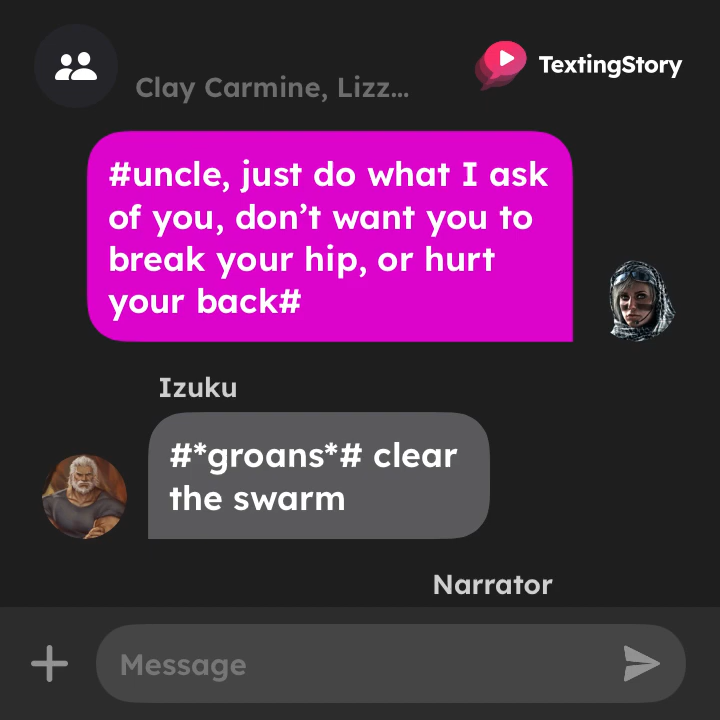 TextingStory
Clay Carmine, Lizz...
#uncle, just do what I ask
of you, don't want you to
break your hip, or hurt
your back#
Izuku
#*groans*# clear
the swarm
Narrator
Message